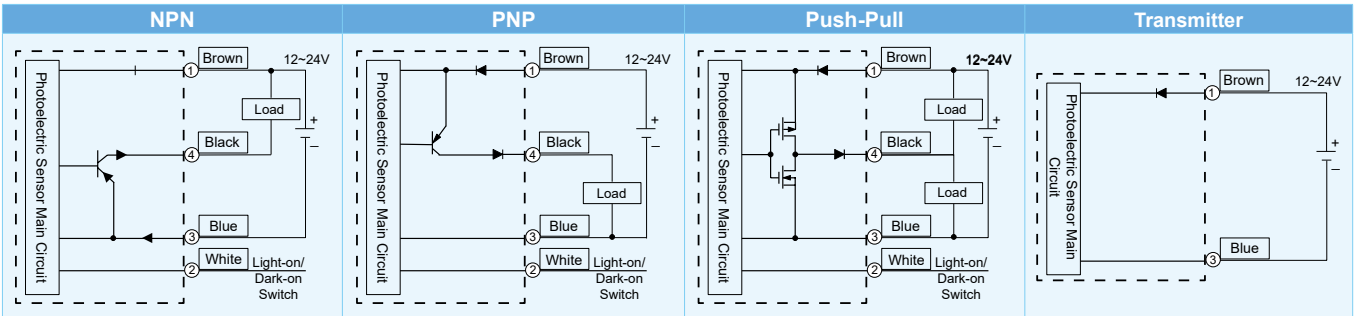 NPN
Photoelectric Sensor Main Circuit
1
Brown
12~24V
Load
+
–
4
Black
3
Blue
2
White
Light-on/
Dark-on
Switch
PNP
Photoelectric Sensor Main Circuit
1
Brown
12~24V
+
–
4
Black
Load
3
Blue
2
White
Light-on/
Dark-on
Switch
Push-Pull
Photoelectric Sensor Main Circuit
1
Brown
12~24V
Load
+
–
4
Black
Load
3
Blue
2
White
Light-on/
Dark-on
Switch
Transmitter
Photoelectric Sensor Main
Circuit
1
Brown
12~24V
+
–
3
Blue